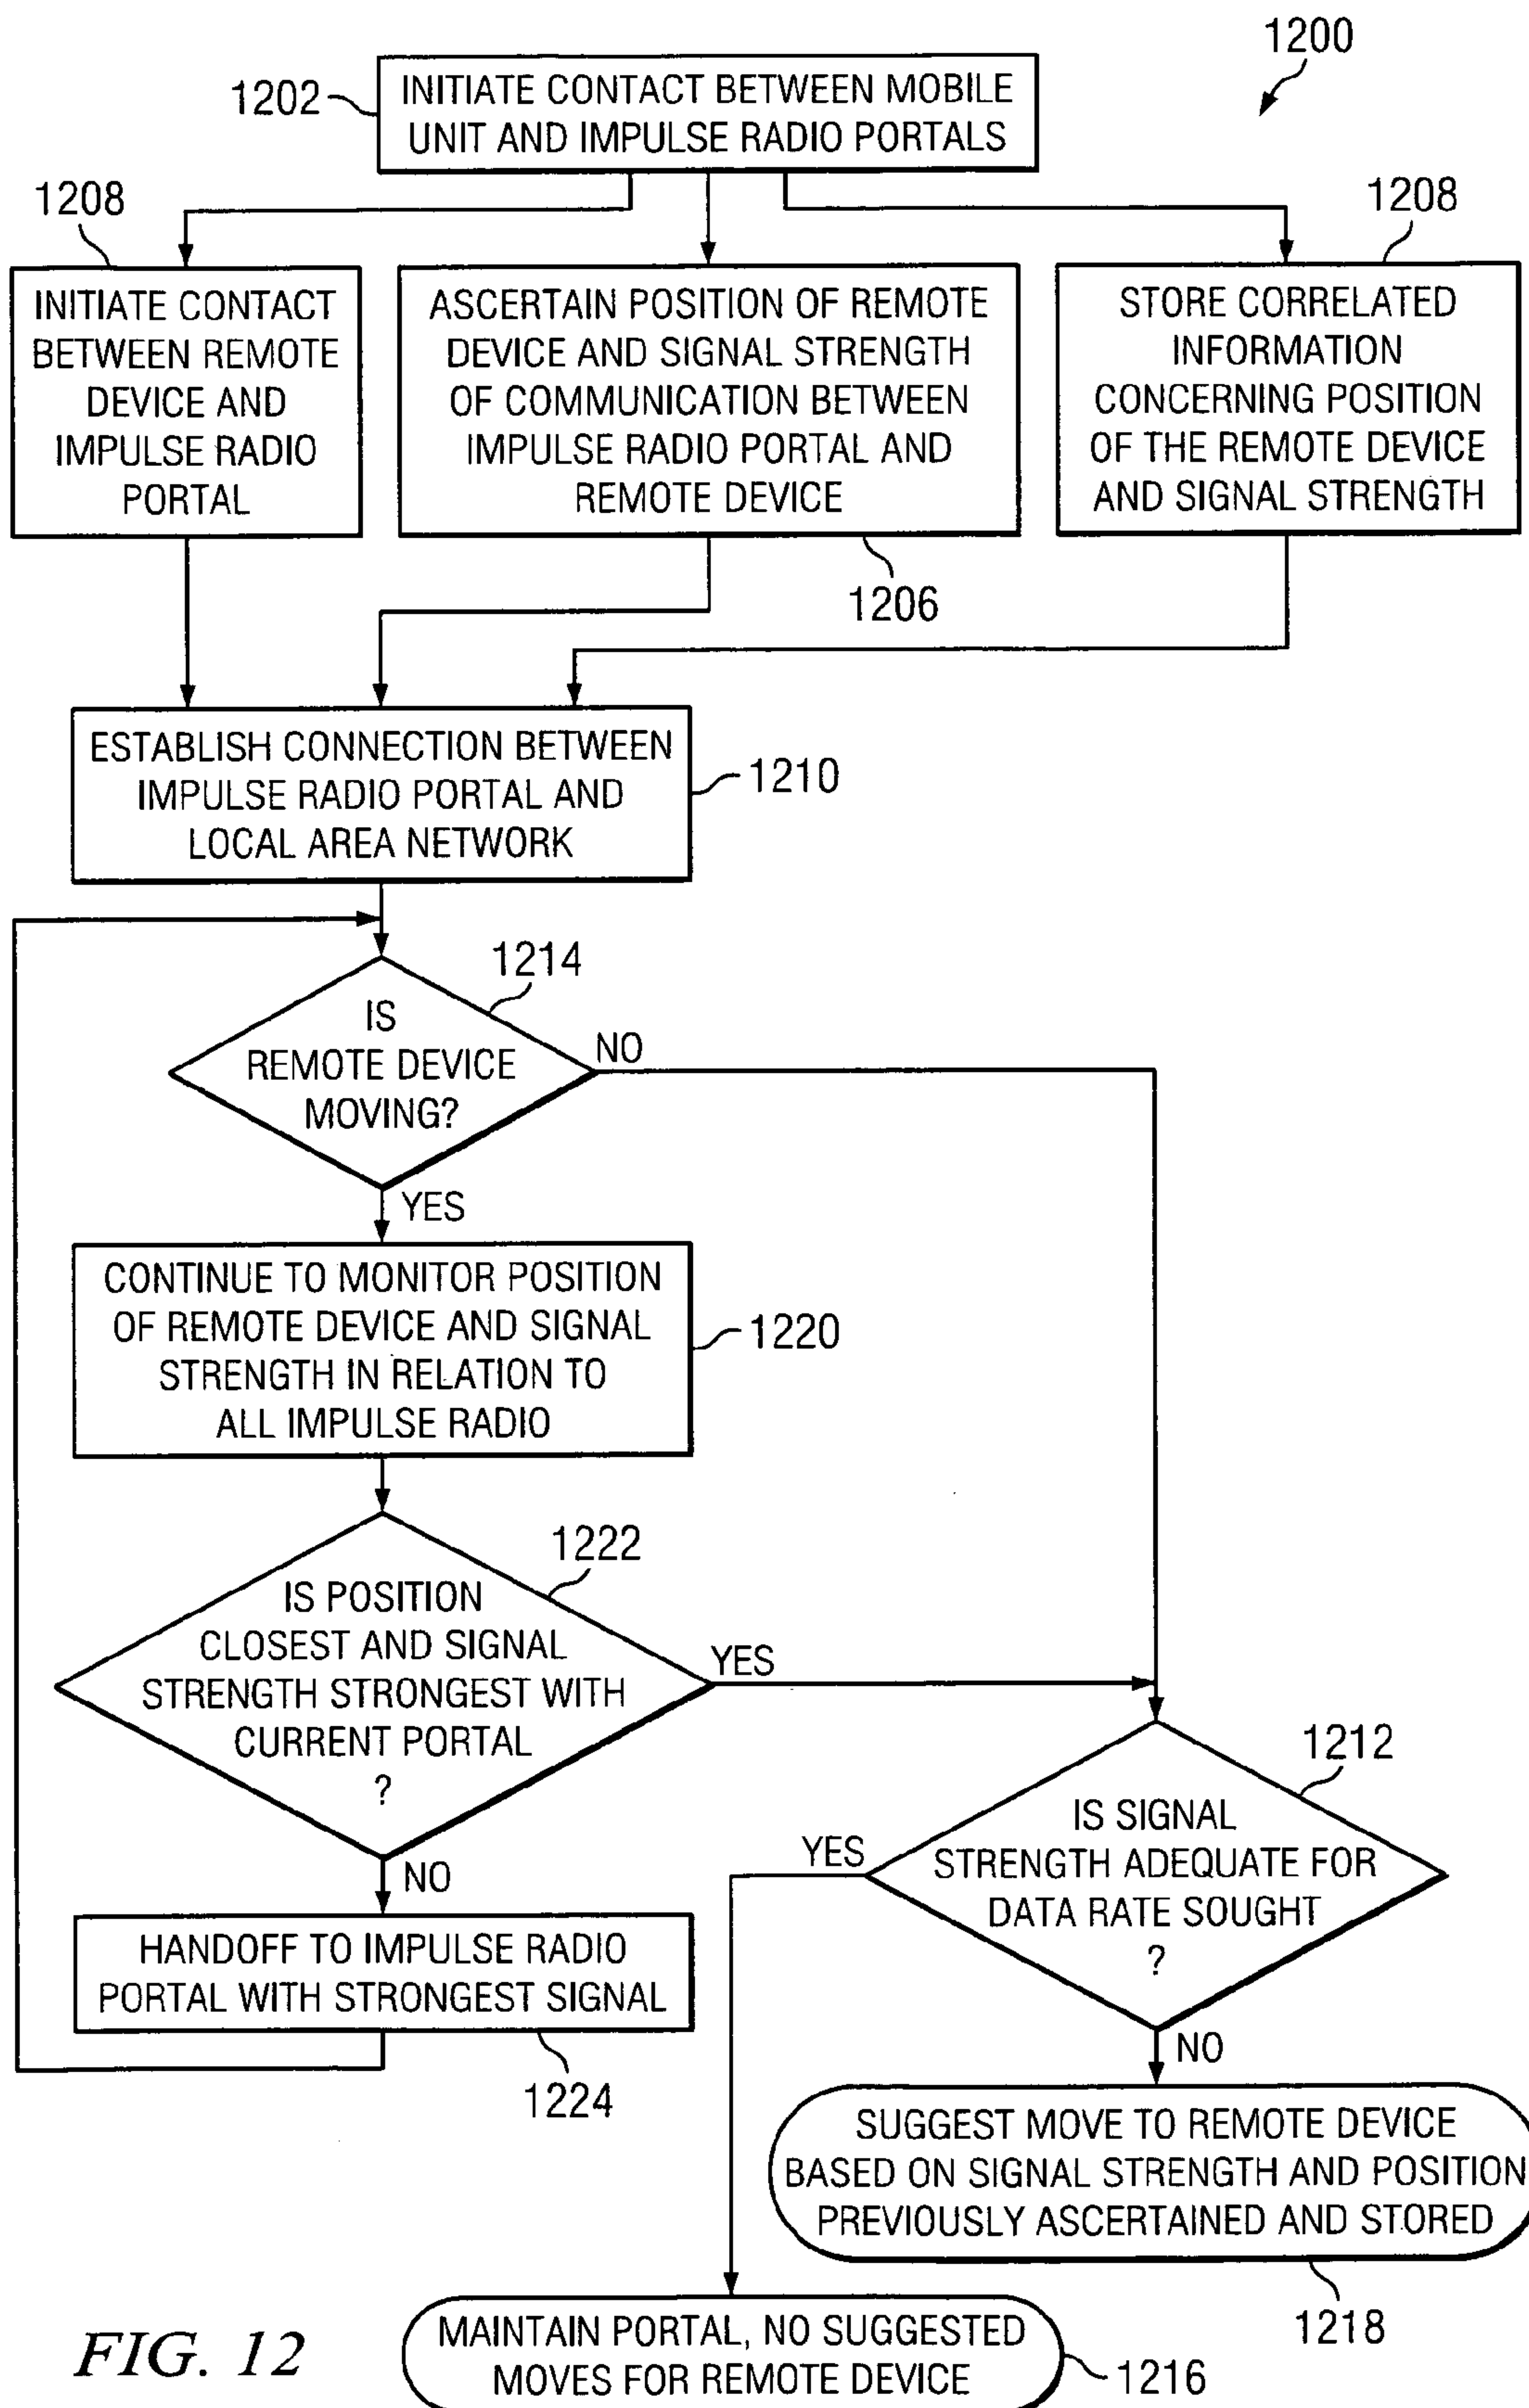 1200
1202
INITIATE CONTACT BETWEEN MOBILE
UNIT AND IMPULSE RADIO PORTALS
1208
1208
INITIATE CONTACT
BETWEEN REMOTE
DEVICE AND
IMPULSE RADIO
PORTAL
ASCERTAIN POSITION OF REMOTE
DEVICE AND SIGNAL STRENGTH
OF COMMUNICATION BETWEEN
IMPULSE RADIO PORTAL AND
REMOTE DEVICE
STORE CORRELATED
INFORMATION
CONCERNING POSITION
OF THE REMOTE DEVICE
AND SIGNAL STRENGTH
1206
ESTABLISH CONNECTION BETWEEN
IMPULSE RADIO PORTAL AND
LOCAL AREA NETWORK
1210
1214
IS
REMOTE DEVICE
MOVING?
NO
YES
CONTINUE TO MONITOR POSITION
OF REMOTE DEVICE AND SIGNAL
STRENGTH IN RELATION TO
ALL IMPULSE RADIO
1220
1222
IS POSITION
CLOSEST AND SIGNAL
STRENGTH STRONGEST WITH
CURRENT PORTAL
?
YES
NO
1212
IS SIGNAL
STRENGTH ADEQUATE FOR
DATA RATE SOUGHT
?
YES
NO
HANDOFF TO IMPULSE RADIO
PORTAL WITH STRONGEST SIGNAL
1224
SUGGEST MOVE TO REMOTE DEVICE
BASED ON SIGNAL STRENGTH AND POSITION
PREVIOUSLY ASCERTAINED AND STORED
1218
MAINTAIN PORTAL, NO SUGGESTED
MOVES FOR REMOTE DEVICE
1216
FIG. 12